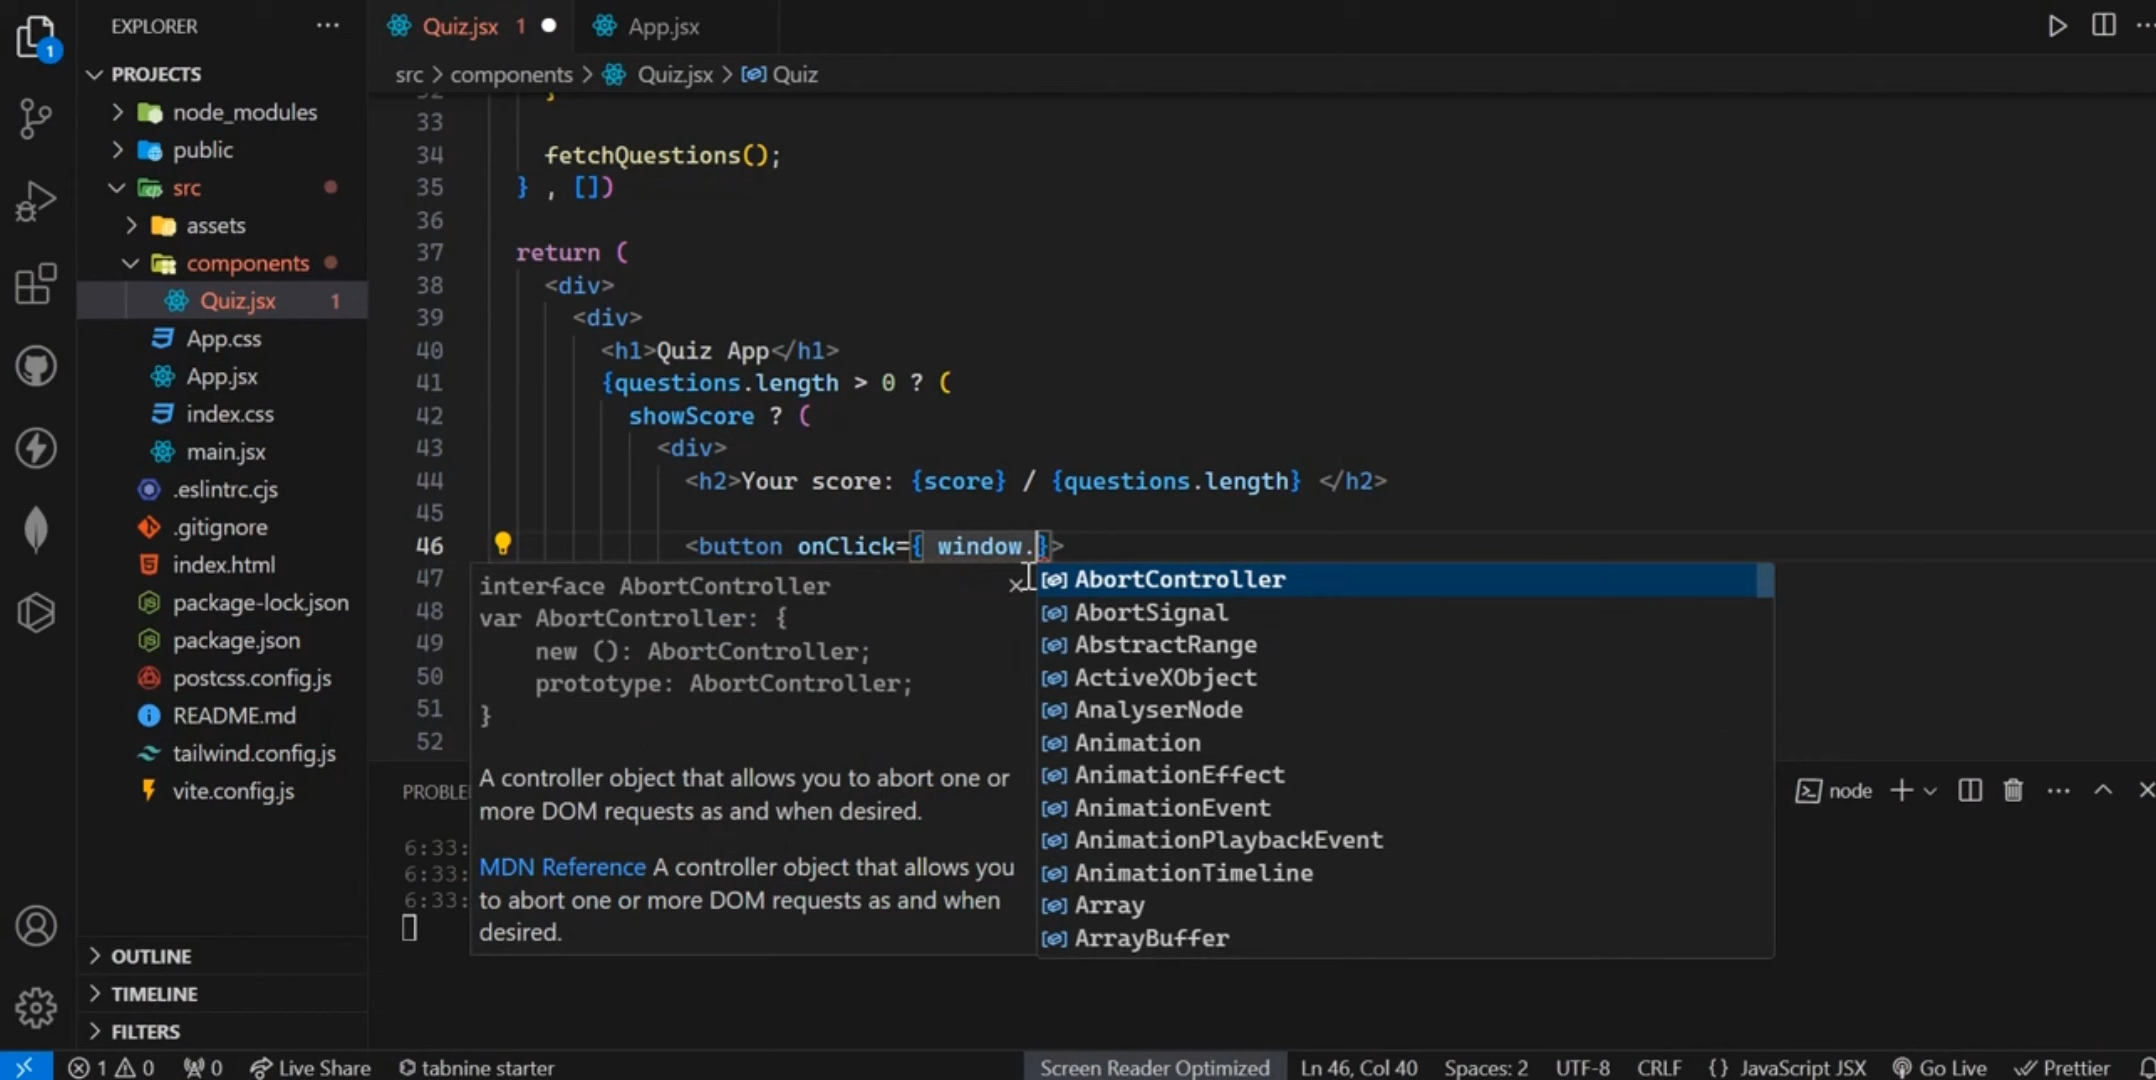 EXPLORER ...
PROJECTS
node_modules
public
src
assets
components
Quiz.jsx 1
App.css
App.jsx
index.css
main.jsx
.eslintrc.cjs
.gitignore
index.html
package-lock.json
package.json
postcss.config.js
README.md
tailwind.config.js
vite.config.js
OUTLINE
TIMELINE
FILTERS
1
Quiz.jsx 1
App.jsx
src > components > Quiz.jsx > Quiz
32 }
33
34 fetchQuestions();
35 } , [])
36
37 return (
38 <div>
39 <div>
40 <h1>Quiz App</h1>
41 {questions.length > 0 ? (
42 showScore ? (
43 <div>
44 <h2>Your score: {score} / {questions.length} </h2>
45
46 <button onClick={ window.}>
47
48
49
50
51
52
interface AbortController
var AbortController: {
new (): AbortController;
prototype: AbortController;
}
A controller object that allows you to abort one or
more DOM requests as and when desired.
MDN Reference A controller object that allows you
to abort one or more DOM requests as and when
desired.
AbortController
AbortSignal
AbstractRange
ActiveXObject
AnalyserNode
Animation
AnimationEffect
AnimationEvent
AnimationPlaybackEvent
AnimationTimeline
Array
ArrayBuffer
PROBLE
node
6:33:
6:33:
6:33:
1 0 0 Live Share tabnine starter Screen Reader Optimized Ln 46, Col 40 Spaces: 2 UTF-8 CRLF {} JavaScript JSX Go Live Prettier